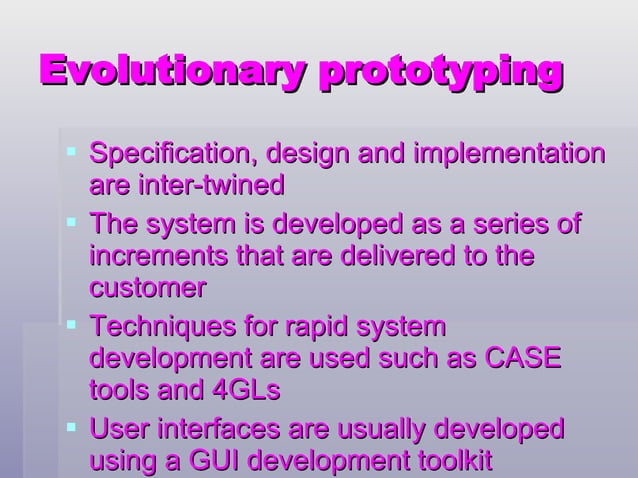 Evolutionary prototyping
Specification, design and implementation
are inter-twined
The system is developed as a series of
increments that are delivered to the
customer
Techniques for rapid system
development are used such as CASE
tools and 4GLs
User interfaces are usually developed
using a GUI development toolkit